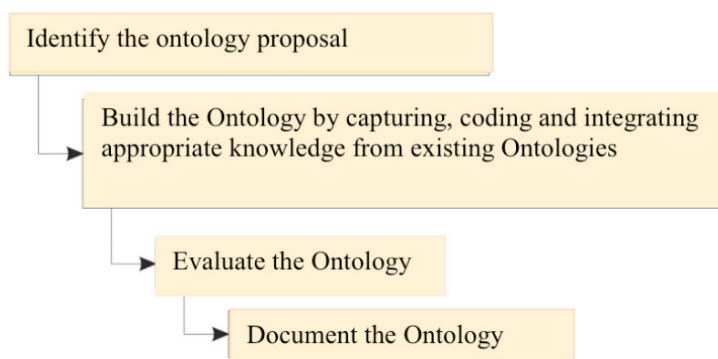 Identify the ontology proposal
Build the Ontology by capturing, coding and integrating
appropriate knowledge from existing Ontologies
Evaluate the Ontology
Document the Ontology